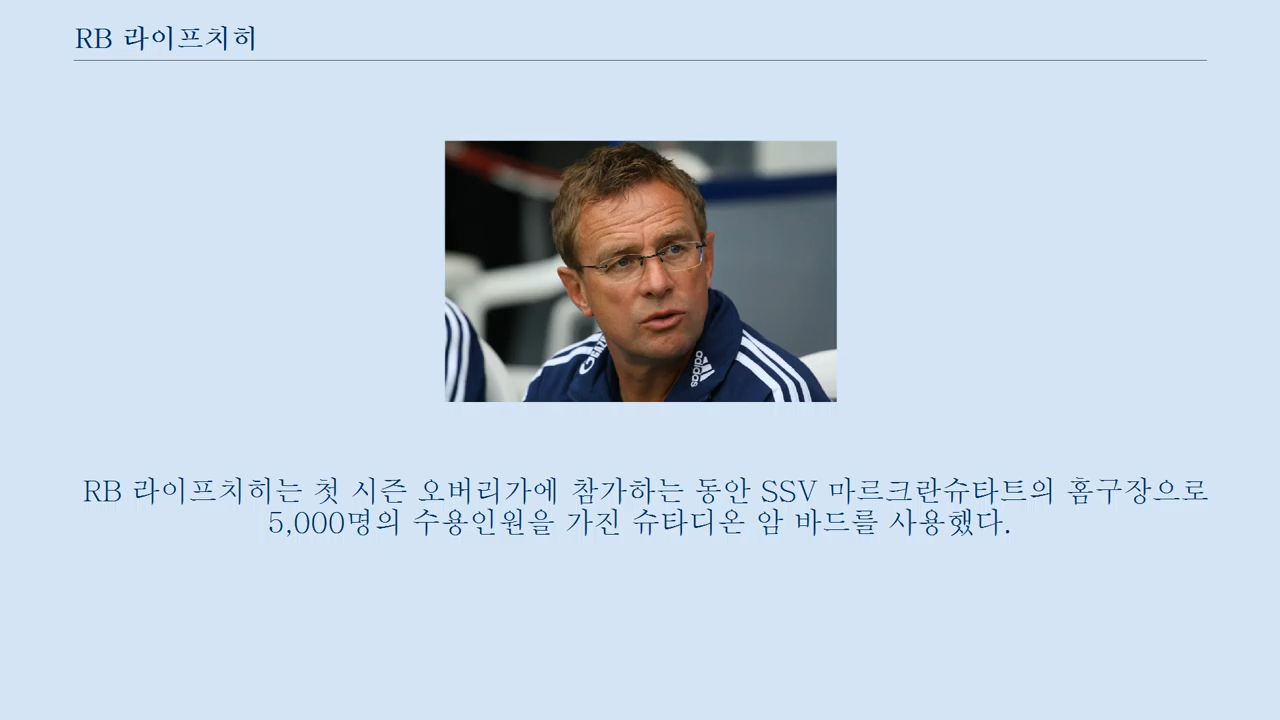 RB 라이프치히
adidas
RB 라이프치히는 첫 시즌 오버리가에 참가하는 동안 SSV 마르크란슈타트의 홈구장으로
5,000명의 수용인원을 가진 슈타디온 암 바드를 사용했다.